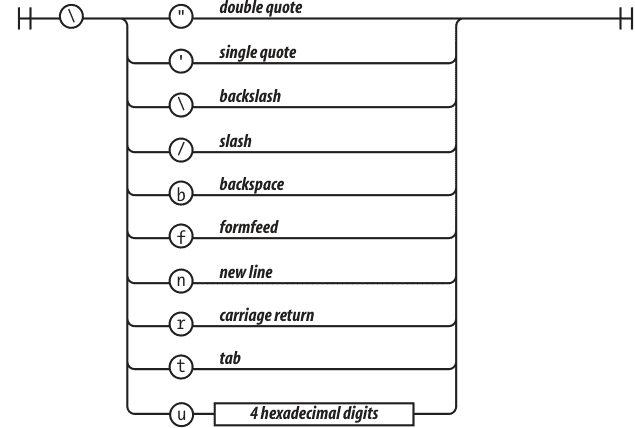 \ " double quote
' single quote
\ backslash
/ slash
b backspace
f formfeed
n new line
r carriage return
t tab
u 4 hexadecimal digits